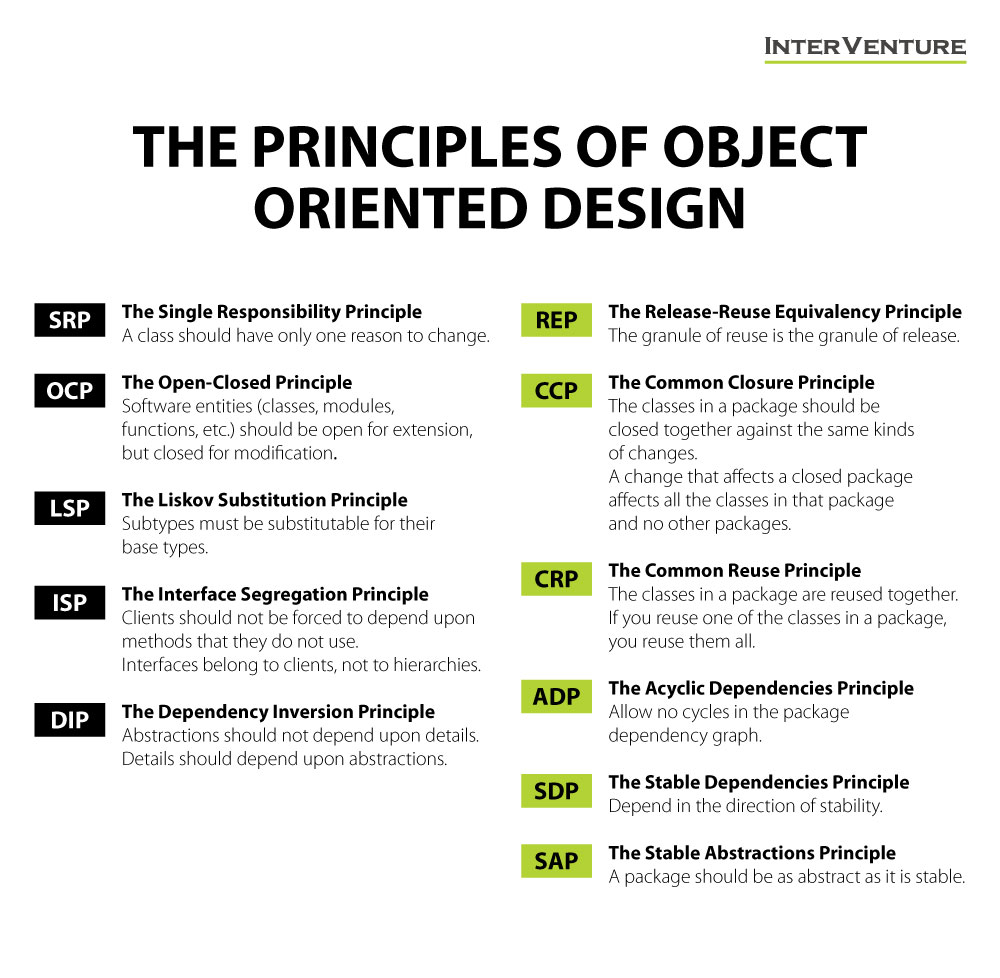 INTERVENTURE
THE PRINCIPLES OF OBJECT
ORIENTED DESIGN
SRP
The Single Responsibility Principle
A class should have only one reason to change.
OCP
The Open-Closed Principle
Software entities (classes, modules,
functions, etc.) should be open for extension,
but closed for modification.
LSP
The Liskov Substitution Principle
Subtypes must be substitutable for their
base types.
ISP
The Interface Segregation Principle
Clients should not be forced to depend upon
methods that they do not use.
Interfaces belong to clients, not to hierarchies.
DIP
The Dependency Inversion Principle
Abstractions should not depend upon details.
Details should depend upon abstractions.
REP
The Release-Reuse Equivalency Principle
The granule of reuse is the granule of release.
CCP
The Common Closure Principle
The classes in a package should be
closed together against the same kinds
of changes.
A change that affects a closed package
affects all the classes in that package
and no other packages.
CRP
The Common Reuse Principle
The classes in a package are reused together.
If you reuse one of the classes in a package,
you reuse them all.
ADP
The Acyclic Dependencies Principle
Allow no cycles in the package
dependency graph.
SDP
The Stable Dependencies Principle
Depend in the direction of stability.
SAP
The Stable Abstractions Principle
A package should be as abstract as it is stable.